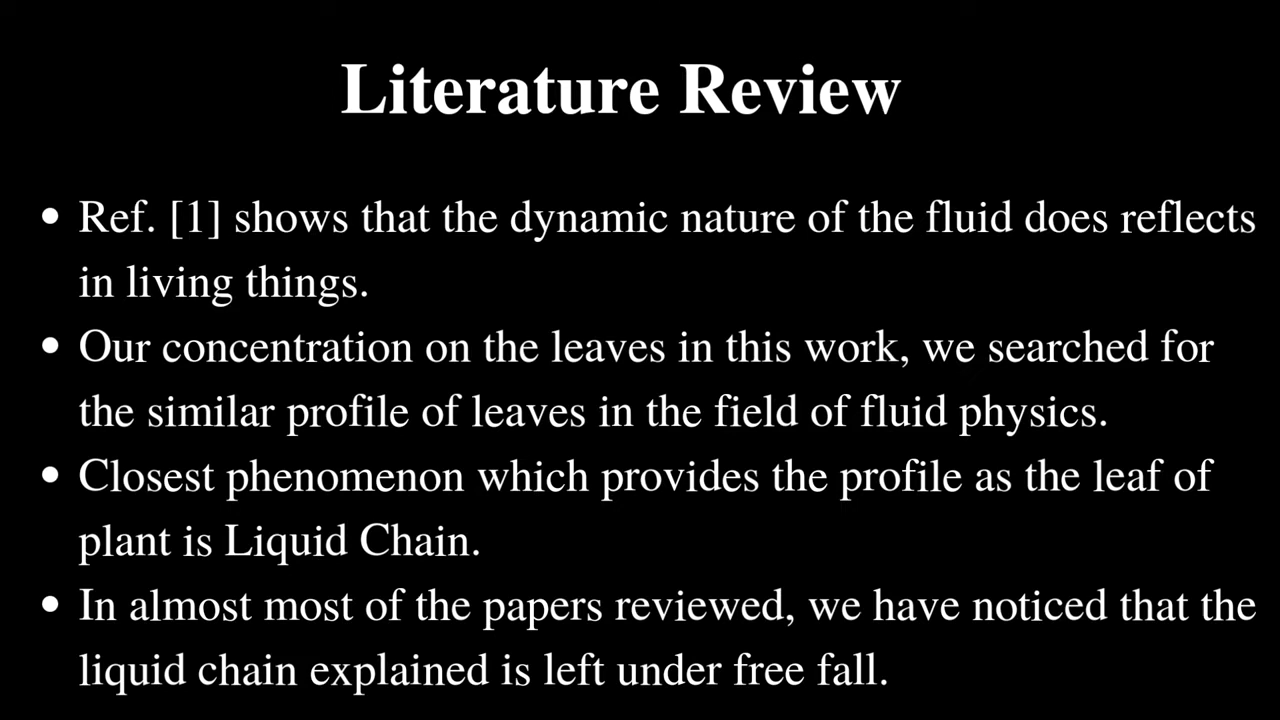 Literature Review
• Ref. [1] shows that the dynamic nature of the fluid does reflects
in living things.
• Our concentration on the leaves in this work, we searched for
the similar profile of leaves in the field of fluid physics.
• Closest phenomenon which provides the profile as the leaf of
plant is Liquid Chain.
• In almost most of the papers reviewed, we have noticed that the
liquid chain explained is left under free fall.